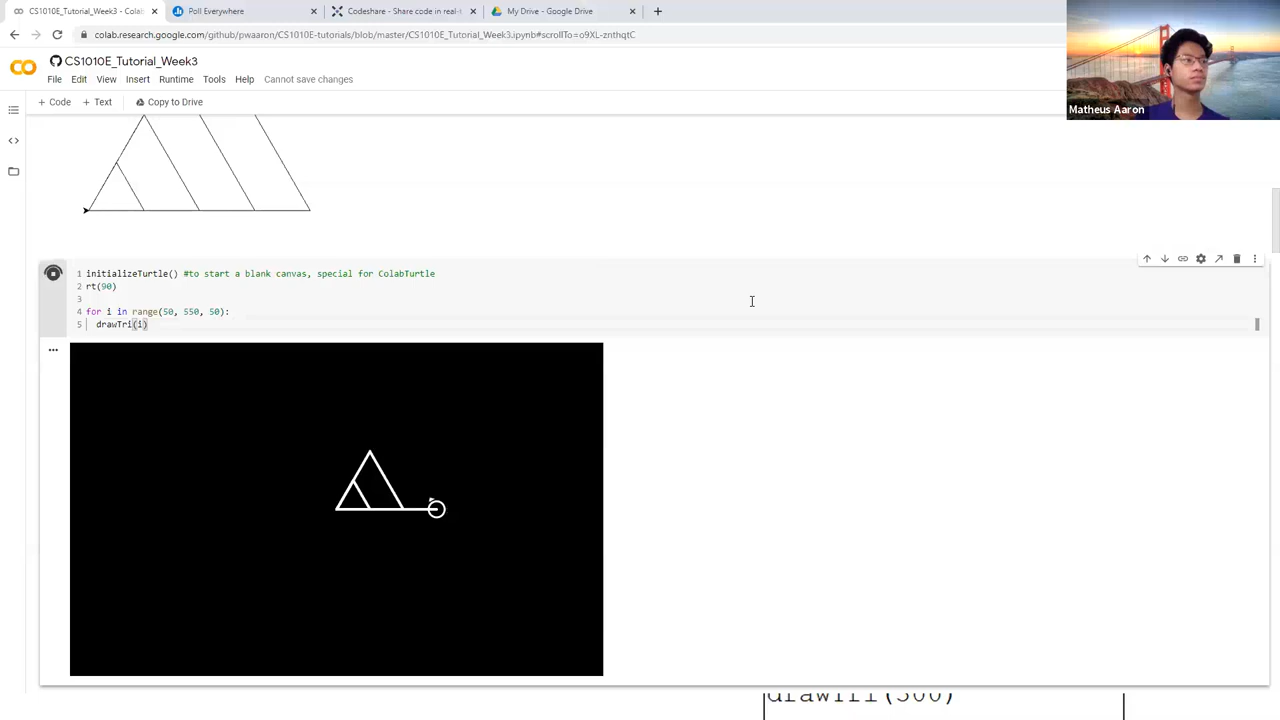 CS1010E_Tutorial_Week3 - Colab
Poll Everywhere
Codeshare - Share code in real-t
My Drive - Google Drive
colab.research.google.com/github/pwaaron/CS1010E-tutorials/blob/master/CS1010E_Tutorial_Week3.ipynb#scrollTo=o9XL-znthqtC
CS1010E_Tutorial_Week3
File Edit View Insert Runtime Tools Help Cannot save changes
+ Code + Text Copy to Drive
Matheus Aaron
1 initializeTurtle() #to start a blank canvas, special for ColabTurtle
2 rt(90)
3
4 for i in range(50, 550, 50):
5 drawTri(i)
drawTri(500)